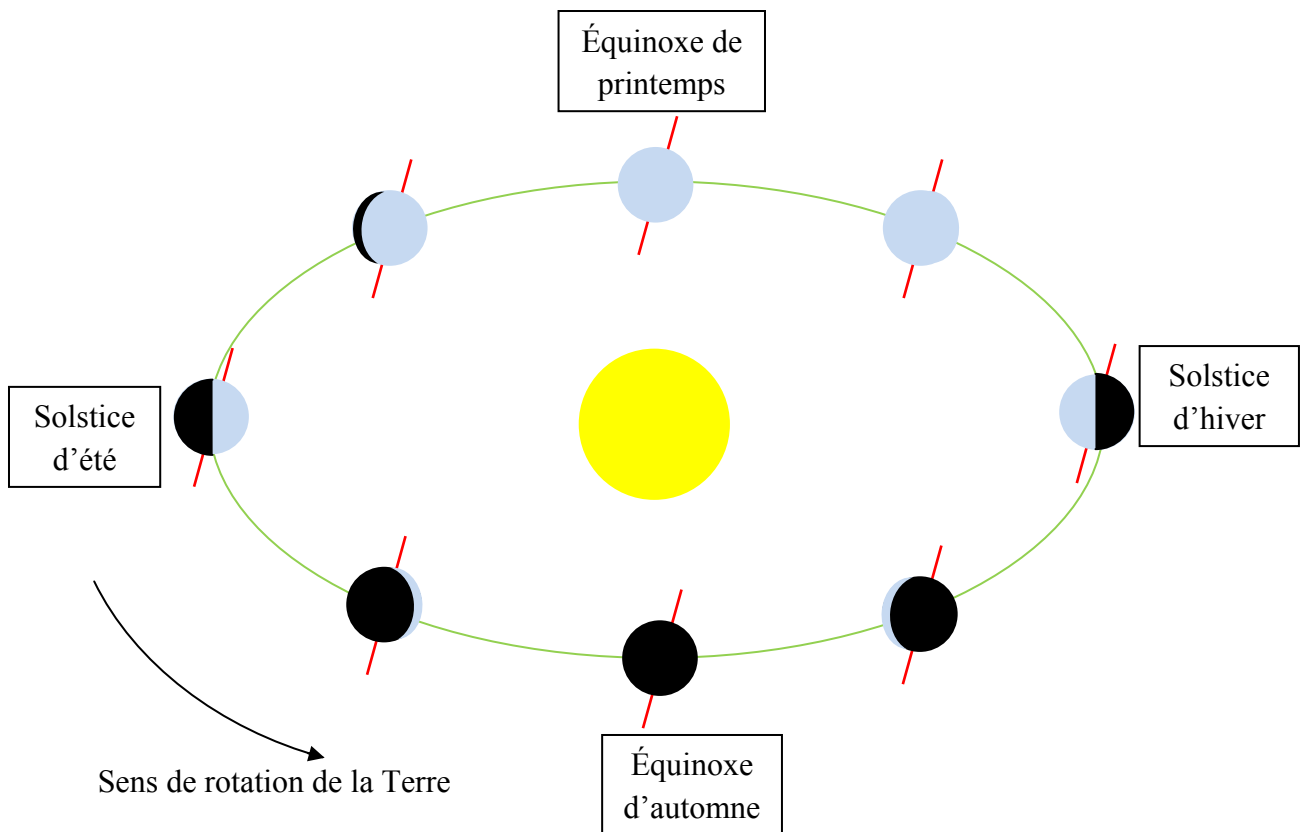 Équinoxe de
printemps
Solstice
d’été
Solstice
d’hiver
Sens de rotation de la Terre
Équinoxe
d’automne